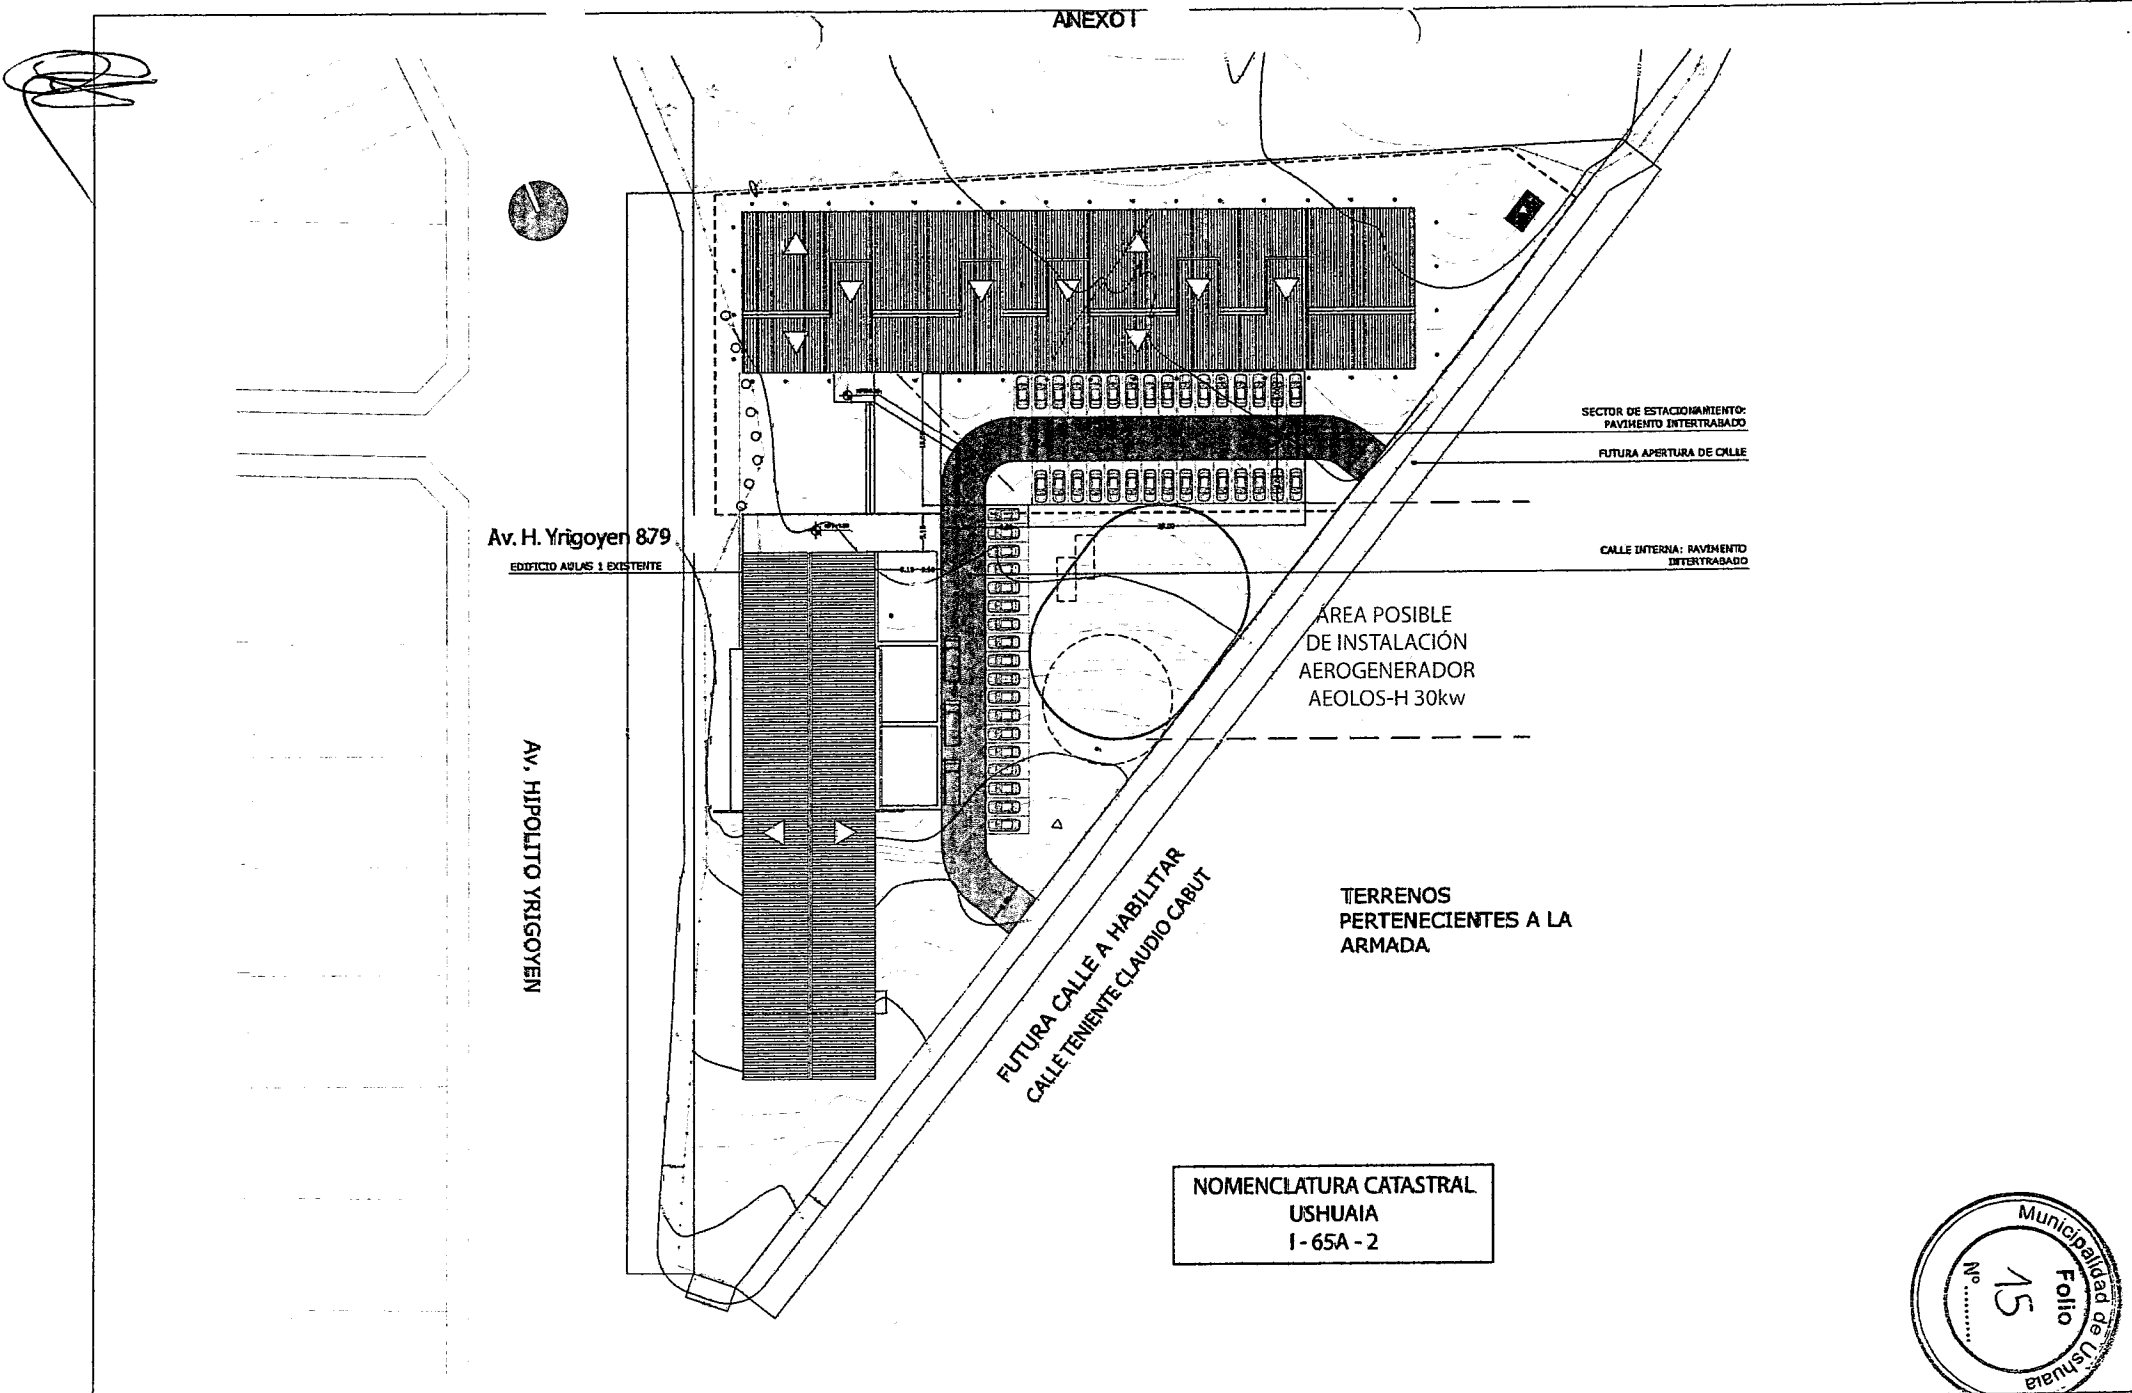 ANEXO I
SECTOR DE ESTACIONAMIENTO:
PAVIMENTO INTERTRABADO
FUTURA APERTURA DE CALLE
Av. H. Yrigoyen 879
EDIFICIO AULAS 1 EXISTENTE
CALLE INTERNA: PAVIMENTO
INTERTRABADO
ÁREA POSIBLE
DE INSTALACIÓN
AEROGENERADOR
AEOLOS-H 30kw
AV. HIPOLITO YRIGOYEN
FUTURA CALLE A HABILITAR
CALLE TENIENTE CLAUDIO CABUT
TERRENOS
PERTENECIENTES A LA
ARMADA
NOMENCLATURA CATASTRAL
USHUAIA
I - 65A - 2
Municipalidad de Ushuaia
Folio
15
Nº ..........